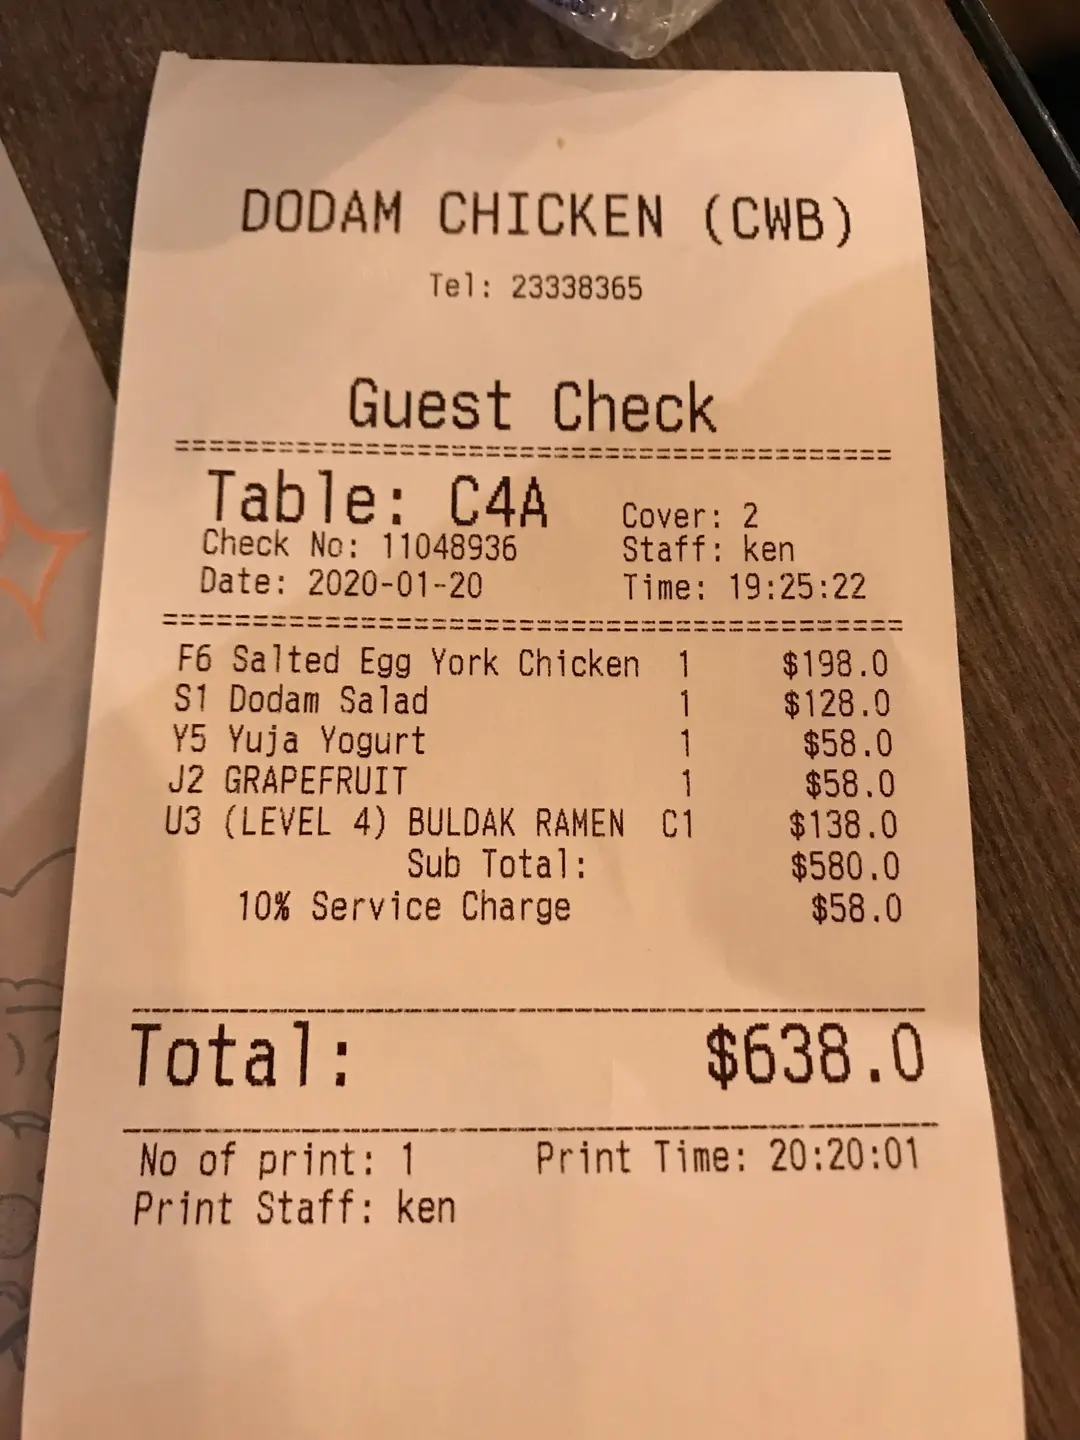 DODAM CHICKEN (CWB)
Tel: 23338365
Guest Check
==========================================
Table: C4A Cover: 2
Check No: 11048936 Staff: ken
Date: 2020-01-20 Time: 19:25:22
==========================================
F6 Salted Egg York Chicken 1 $198.0
S1 Dodam Salad 1 $128.0
Y5 Yuja Yogurt 1 $58.0
J2 GRAPEFRUIT 1 $58.0
U3 (LEVEL 4) BULDAK RAMEN C1 $138.0
Sub Total: $580.0
10% Service Charge $58.0
Total: $638.0
No of print: 1 Print Time: 20:20:01
Print Staff: ken